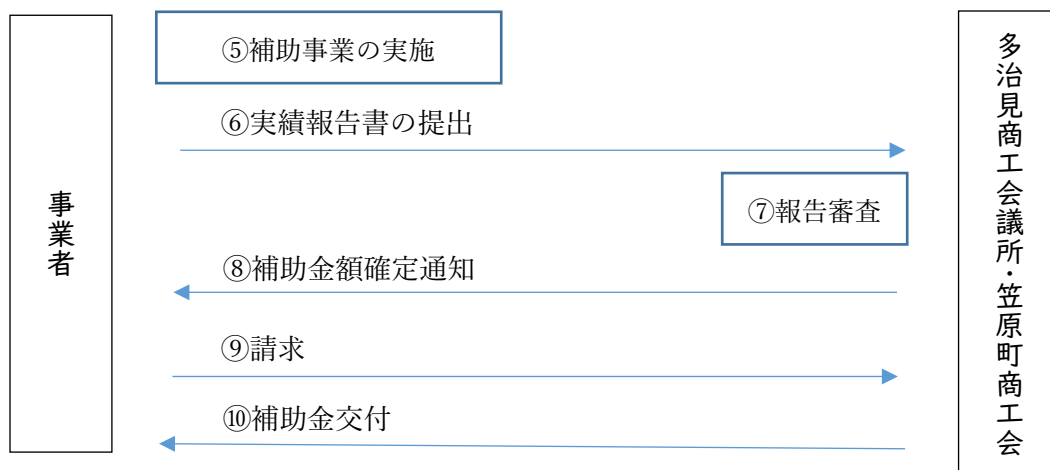 事業者
⑤補助事業の実施
⑥実績報告書の提出
⑦報告審査
⑧補助金額確定通知
⑨請求
⑩補助金交付
多治見商工会議所・笠原町商工会